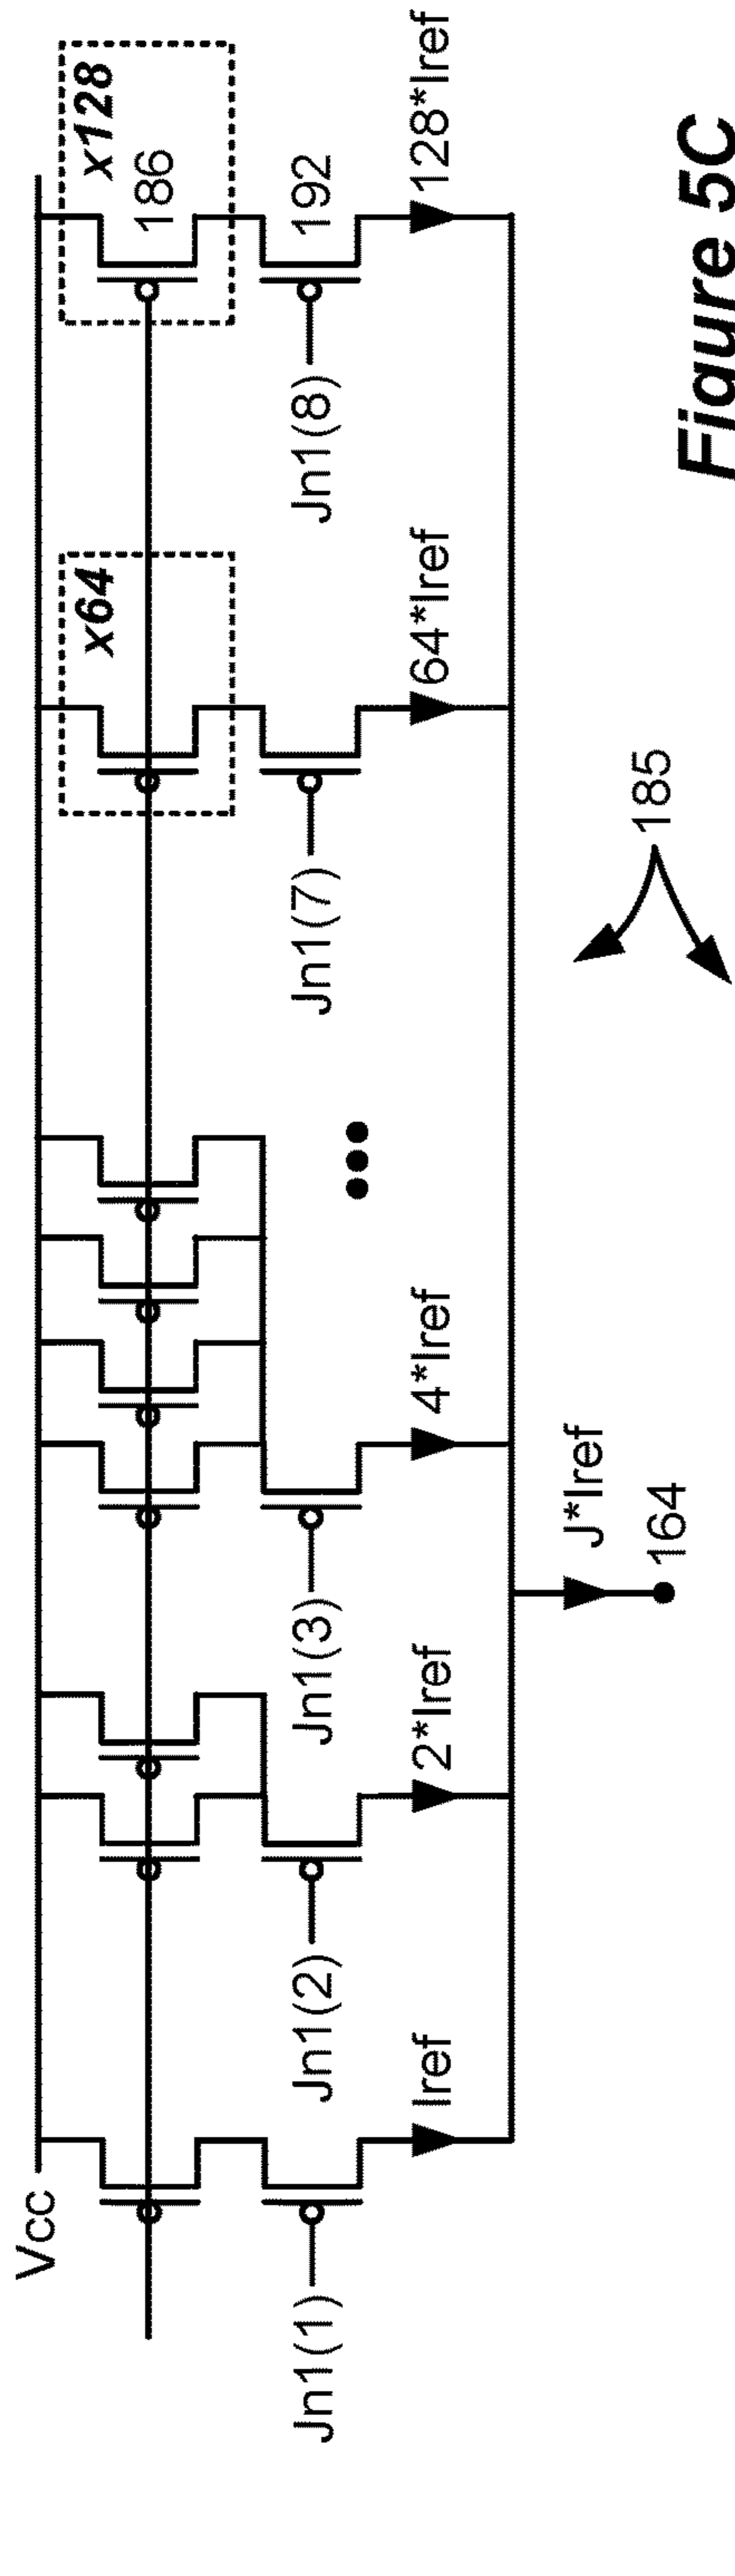 Vcc
x64
x128
186
192
Jn1(1)
Jn1(2)
Jn1(3)
Jn1(7)
Jn1(8)
Iref
2*Iref
4*Iref
64*Iref
128*Iref
J*Iref
164
185
Figure 5C